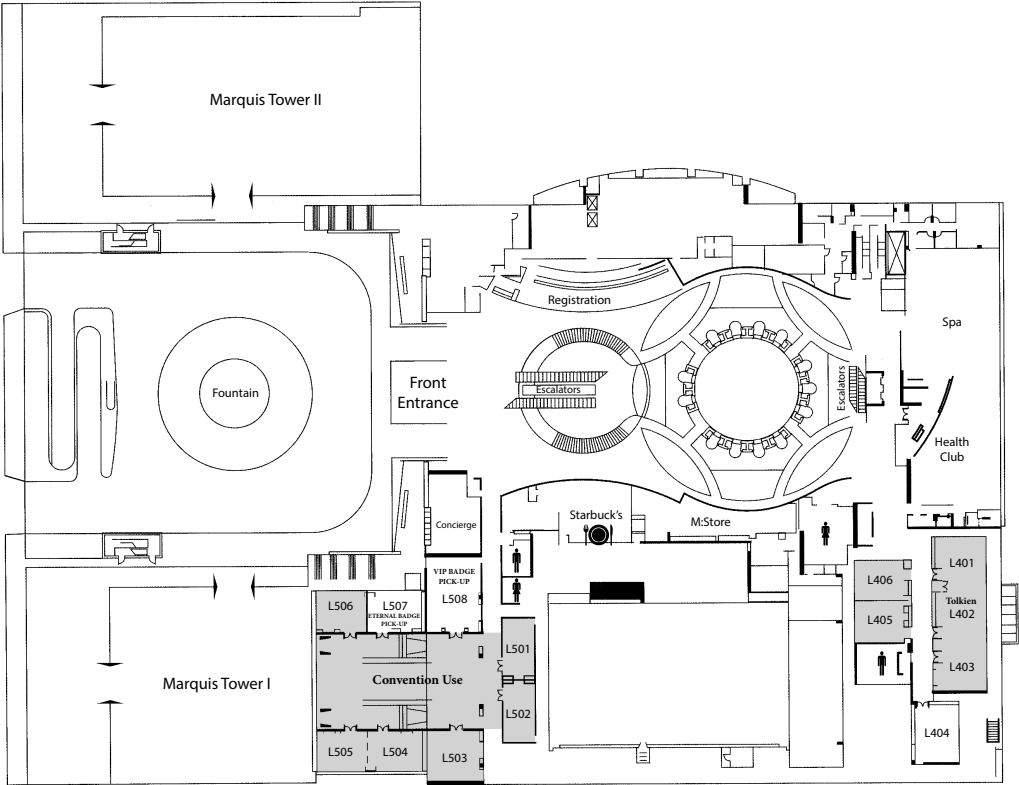 Marquis Tower II
Registration
Spa
Escalators
Escalators
Fountain
Front
Entrance
Health
Club
Starbuck's
M:Store
Concierge
VIP BADGE
PICK-UP
L508
L506
L507
ETERNAL BADGE
PICK-UP
L406
L405
L401
Tolkien
L402
L403
L501
L502
Marquis Tower I
Convention Use
L505
L504
L503
L404